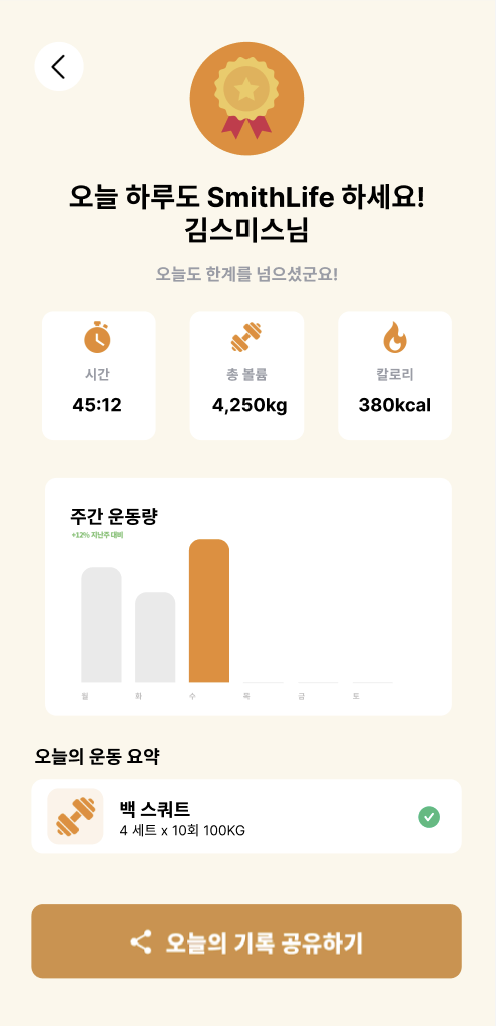 오늘 하루도 SmithLife 하세요!
김스미스님
오늘도 한계를 넘으셨군요!
시간
총 볼륨
칼로리
45:12
4,250kg
380kcal
주간 운동량
+12% 지난주 대비
월
화
수
목
금
토
오늘의 운동 요약
백 스쿼트
4 세트 x 10회 100KG
오늘의 기록 공유하기